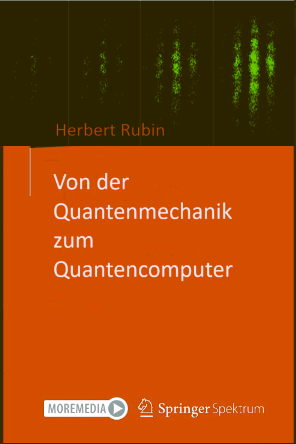 Herbert Rubin
Von der
Quantenmechanik
zum
Quantencomputer
MOREMEDIA
Springer Spektrum